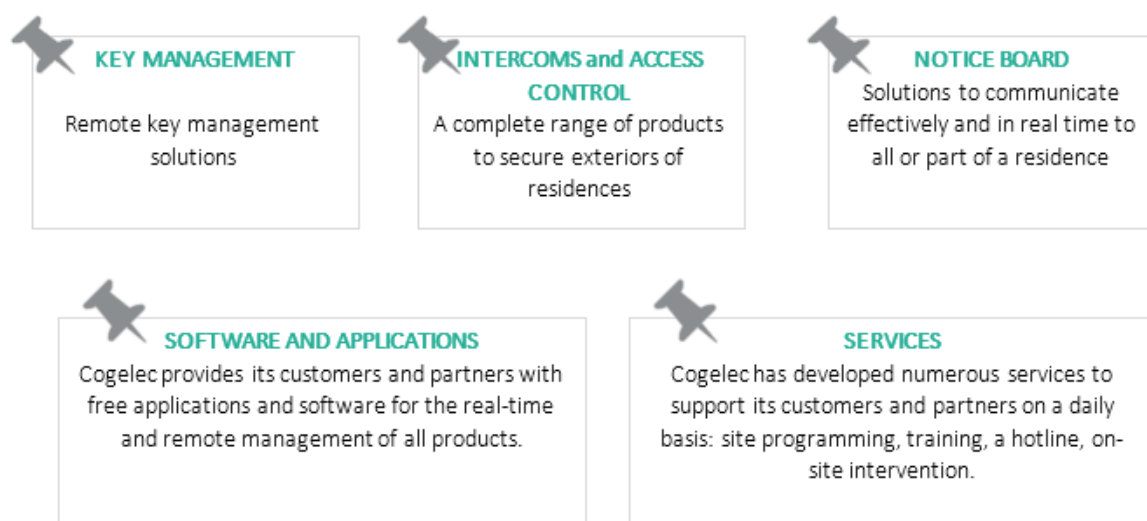 KEY MANAGEMENT
Remote key management
solutions
INTERCOMS and ACCESS
CONTROL
A complete range of products
to secure exteriors of
residences
NOTICE BOARD
Solutions to communicate
effectively and in real time to
all or part of a residence
SOFTWARE AND APPLICATIONS
Cogelec provides its customers and partners with
free applications and software for the real-time
and remote management of all products.
SERVICES
Cogelec has developed numerous services to
support its customers and partners on a daily
basis: site programming, training, a hotline, on-
site intervention.